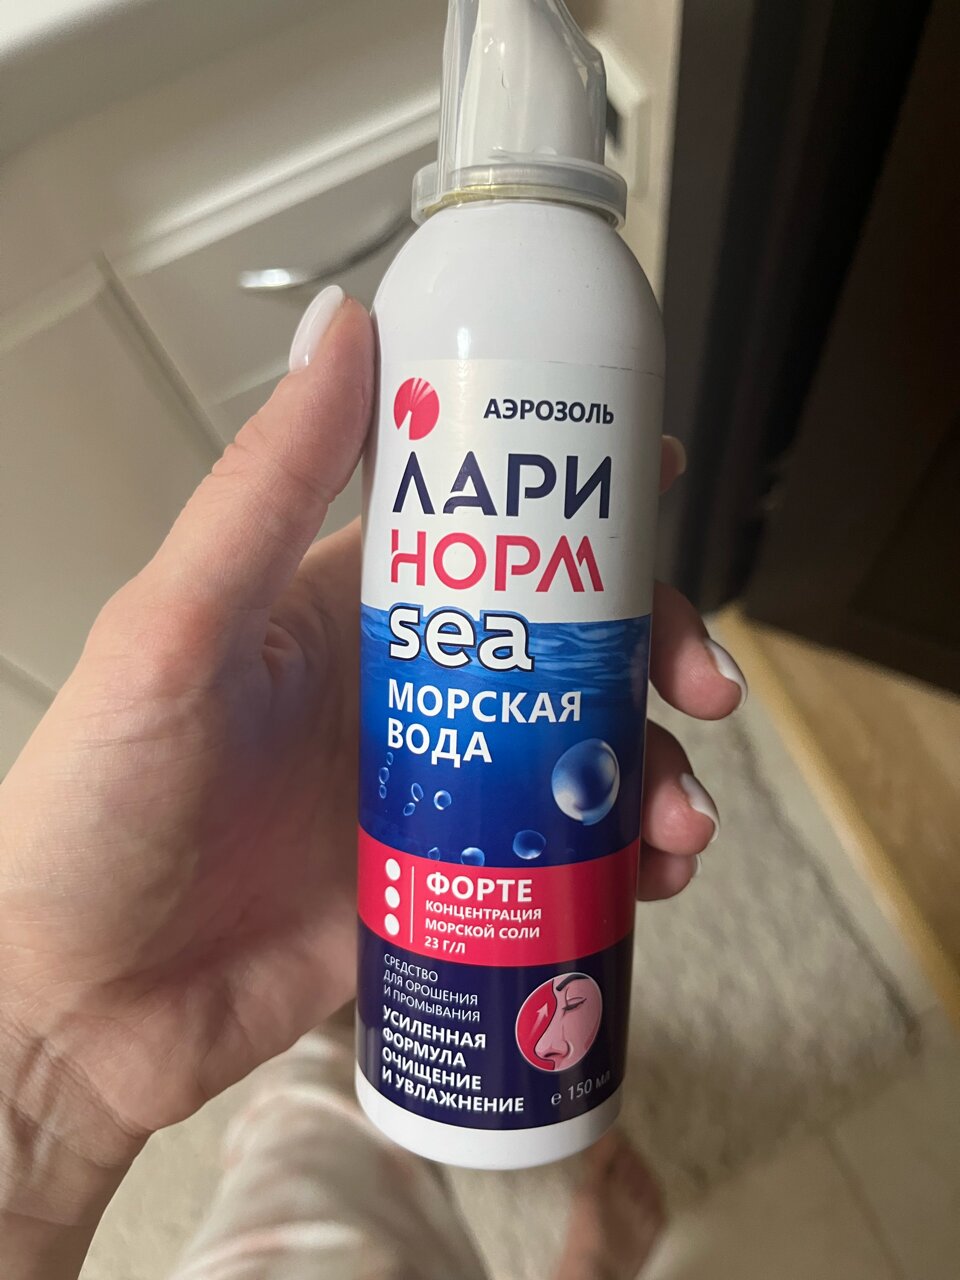 АЭРОЗОЛЬ
ЛАРИ
НОРМ
sea
МОРСКАЯ
ВОДА
ФОРТЕ
КОНЦЕНТРАЦИЯ
МОРСКОЙ СОЛИ
23 Г/Л
СРЕДСТВО
ДЛЯ ОРОШЕНИЯ
И ПРОМЫВАНИЯ
УСИЛЕННАЯ
ФОРМУЛА
ОЧИЩЕНИЕ
И УВЛАЖНЕНИЕ
℮ 150 мл